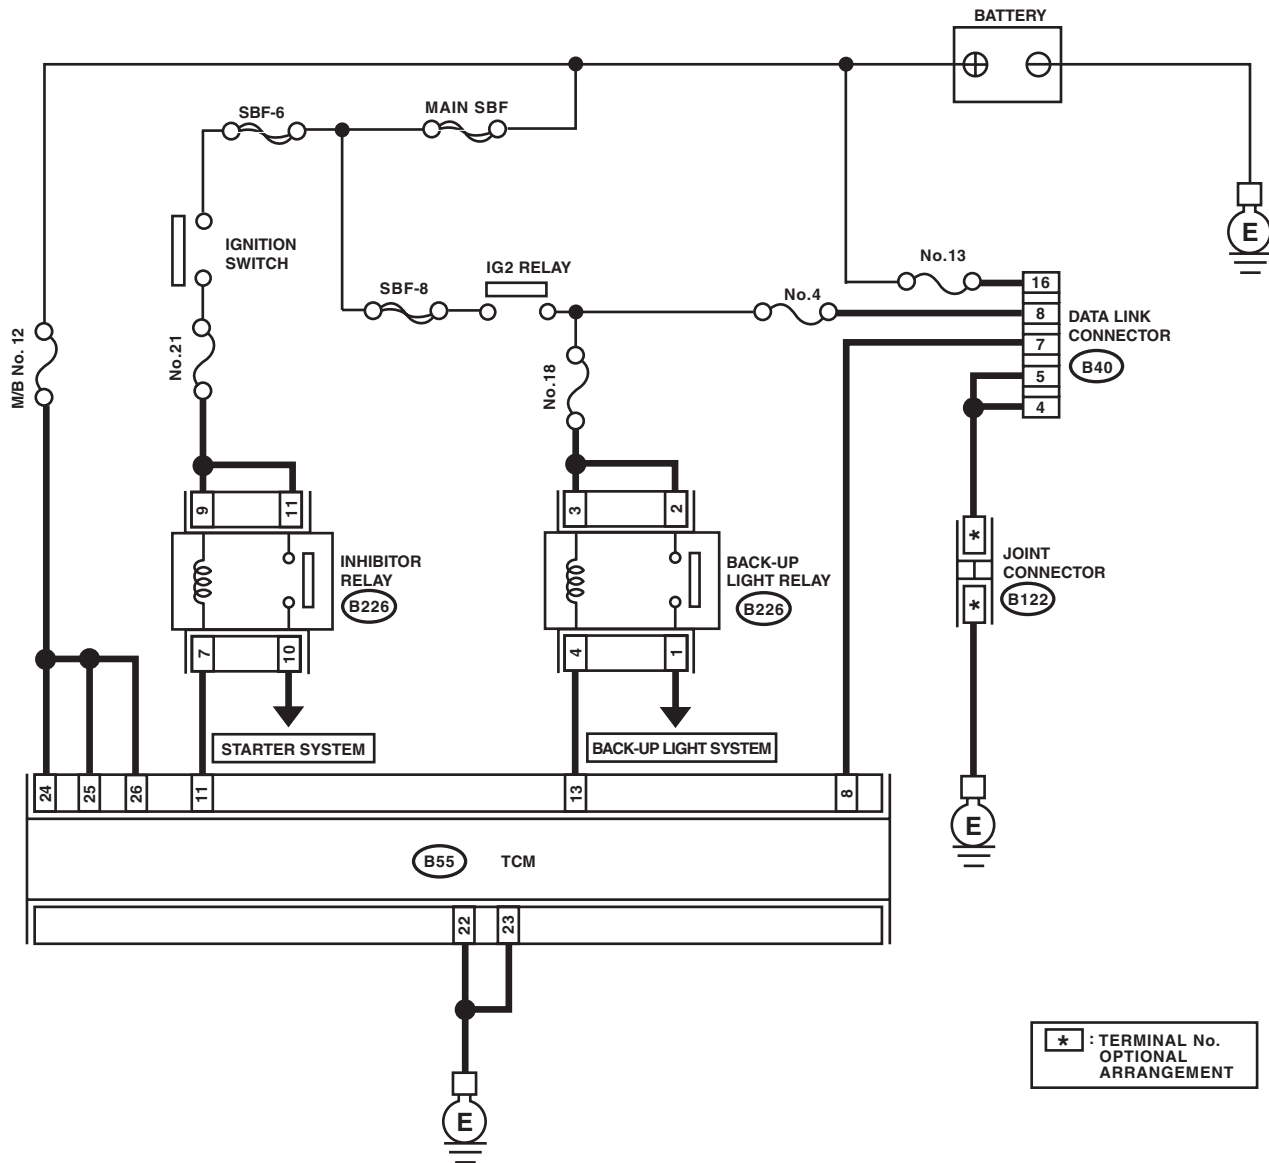 BATTERY
SBF-6
MAIN SBF
IGNITION
SWITCH
IG2 RELAY
SBF-8
No.4
No.13
E
M/B No. 12
No.21
No.18
16
8
7
5
4
DATA LINK
CONNECTOR
B40
9
11
3
2
INHIBITOR
RELAY
B226
BACK-UP
LIGHT RELAY
B226
*
*
JOINT
CONNECTOR
B122
7
10
4
1
STARTER SYSTEM
BACK-UP LIGHT SYSTEM
24
25
26
11
13
8
E
B55
TCM
22
23
E
* : TERMINAL No.
OPTIONAL
ARRANGEMENT